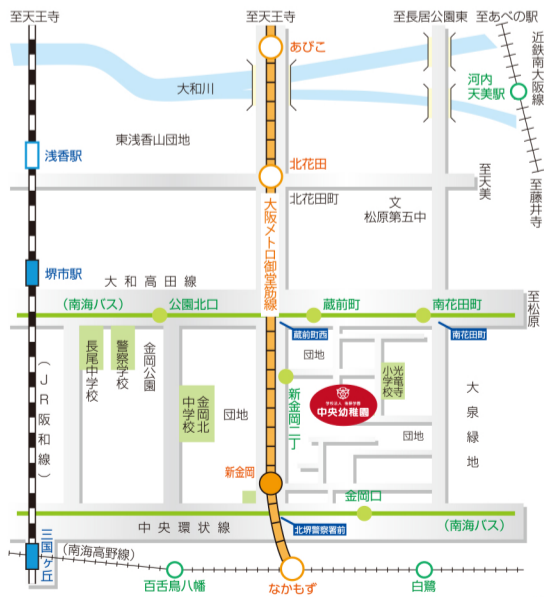 至天王寺
至天王寺
至長居公園東
至あべの駅
あびこ
近鉄南大阪線
大和川
河内
天美駅
東浅香山団地
浅香駅
北花田
至天美
至藤井寺
北花田町
文
松原第五中
大阪メトロ御堂筋線
堺市駅
大和高田線
至松原
(南海バス)
公園北口
蔵前町
南花田町
蔵前町西
南花田町
長尾中学校
警察学校
金岡公園
団地
光竜寺
小学校
(JR阪和線)
金岡北
中学校
団地
新金岡二丁
学校法人 
中央幼稚園
大泉緑地
団地
新金岡
金岡口
中央環状線
北堺警察署前
(南海バス)
三国ヶ丘
(南海高野線)
百舌鳥八幡
なかもず
白鷺